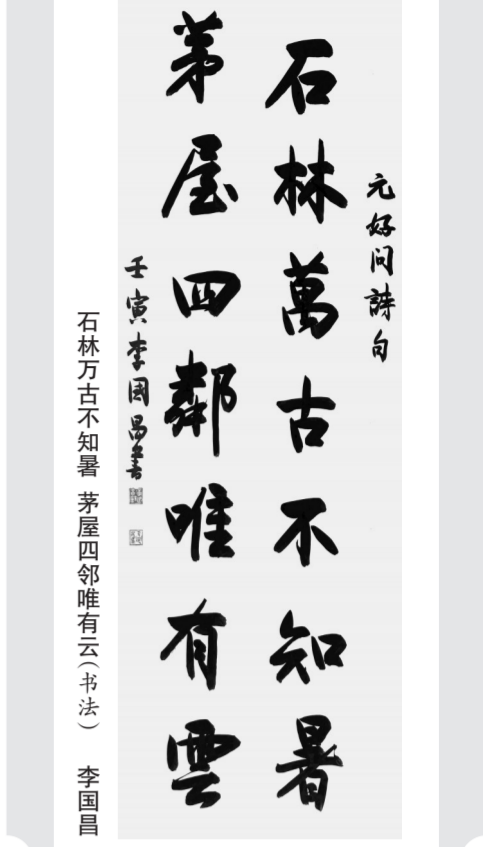 元好问詩句
石林萬古不知暑
茅屋四鄰唯有雲
壬寅李國昌書
石林万古不知暑 茅屋四邻唯有云(书法) 李国昌